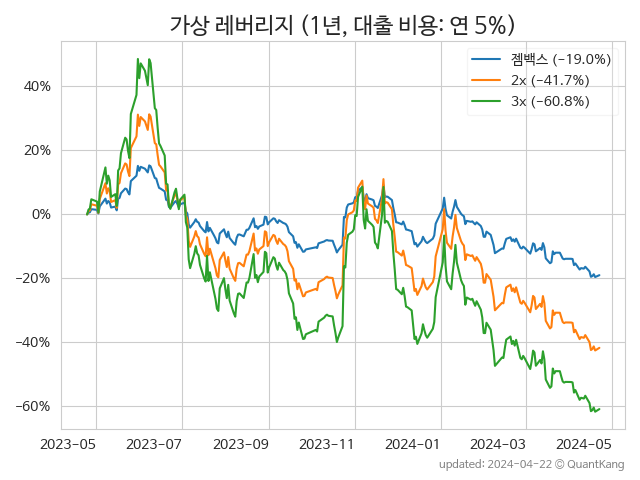 가상 레버리지 (1년, 대출 비용: 연 5%)
젬백스 (-19.0%)
2x (-41.7%)
3x (-60.8%)
40%
20%
0%
-20%
-40%
-60%
2023-05 2023-07 2023-09 2023-11 2024-01 2024-03 2024-05
updated: 2024-04-22 © QuantKang